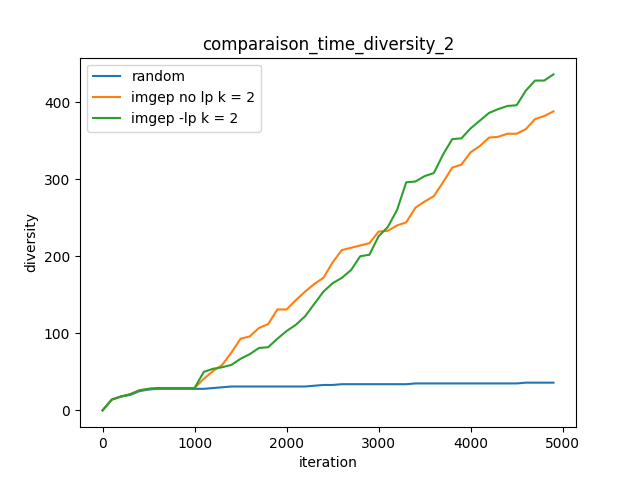 comparaison_time_diversity_2
random
imgep no lp k = 2
imgep -lp k = 2
diversity
400
300
200
100
0
0 1000 2000 3000 4000 5000
iteration